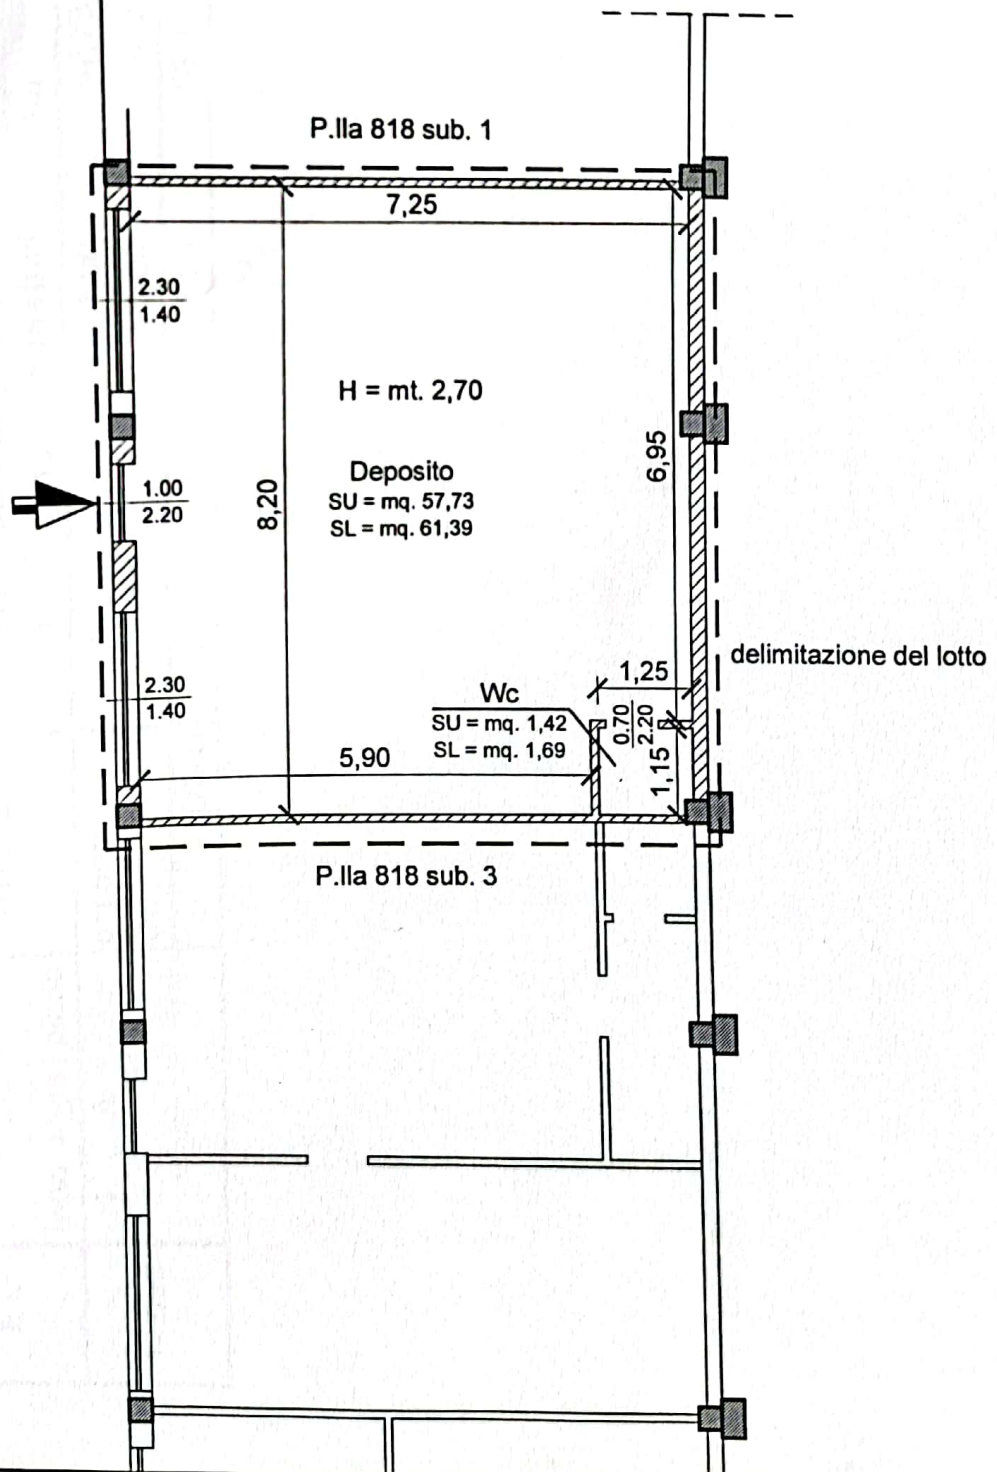 P.lla 818 sub. 1
7,25
2.30
1.40
H = mt. 2,70
6,95
Deposito
SU = mq. 57,73
SL = mq. 61,39
8,20
1.00
2.20
delimitazione del lotto
1,25
2.30
1.40
Wc
SU = mq. 1,42
SL = mq. 1,69
0.70
2.20
5,90
1,15
P.lla 818 sub. 3